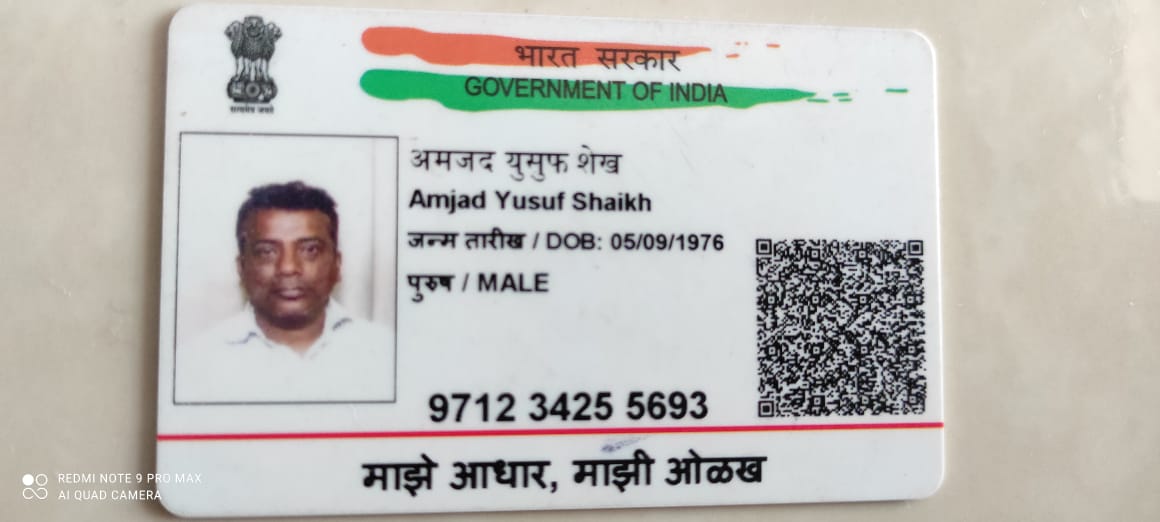 सत्यमेव जयते
भारत सरकार
GOVERNMENT OF INDIA
अमजद युसुफ शेख
Amjad Yusuf Shaikh
जन्म तारीख / DOB: 05/09/1976
पुरुष / MALE
9712 3425 5693
माझे आधार, माझी ओळख
REDMI NOTE 9 PRO MAX
AI QUAD CAMERA